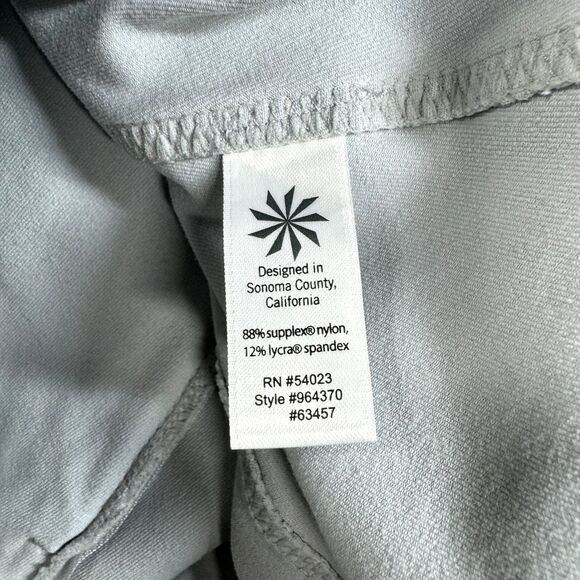 Designed in
Sonoma County,
California
88% supplex® nylon,
12% lycra® spandex
RN #54023
Style #964370
#63457